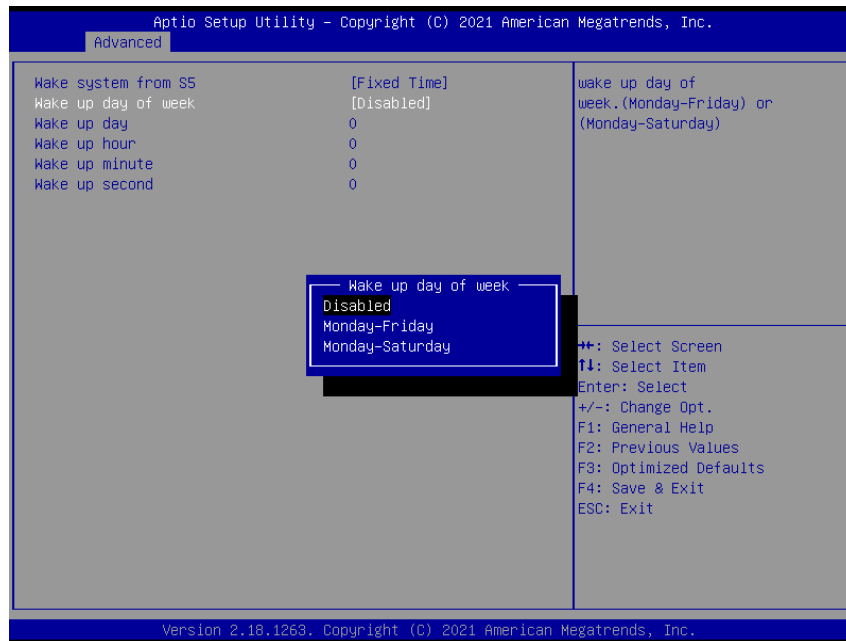 Aptio Setup Utility – Copyright (C) 2021 American Megatrends, Inc.
Advanced
Wake system from S5 [Fixed Time]
Wake up day of week [Disabled]
Wake up day 0
Wake up hour 0
Wake up minute 0
Wake up second 0
wake up day of
week.(Monday-Friday) or
(Monday-Saturday)
Wake up day of week
Disabled
Monday-Friday
Monday-Saturday
→←: Select Screen
↑↓: Select Item
Enter: Select
+/-: Change Opt.
F1: General Help
F2: Previous Values
F3: Optimized Defaults
F4: Save & Exit
ESC: Exit
Version 2.18.1263. Copyright (C) 2021 American Megatrends, Inc.